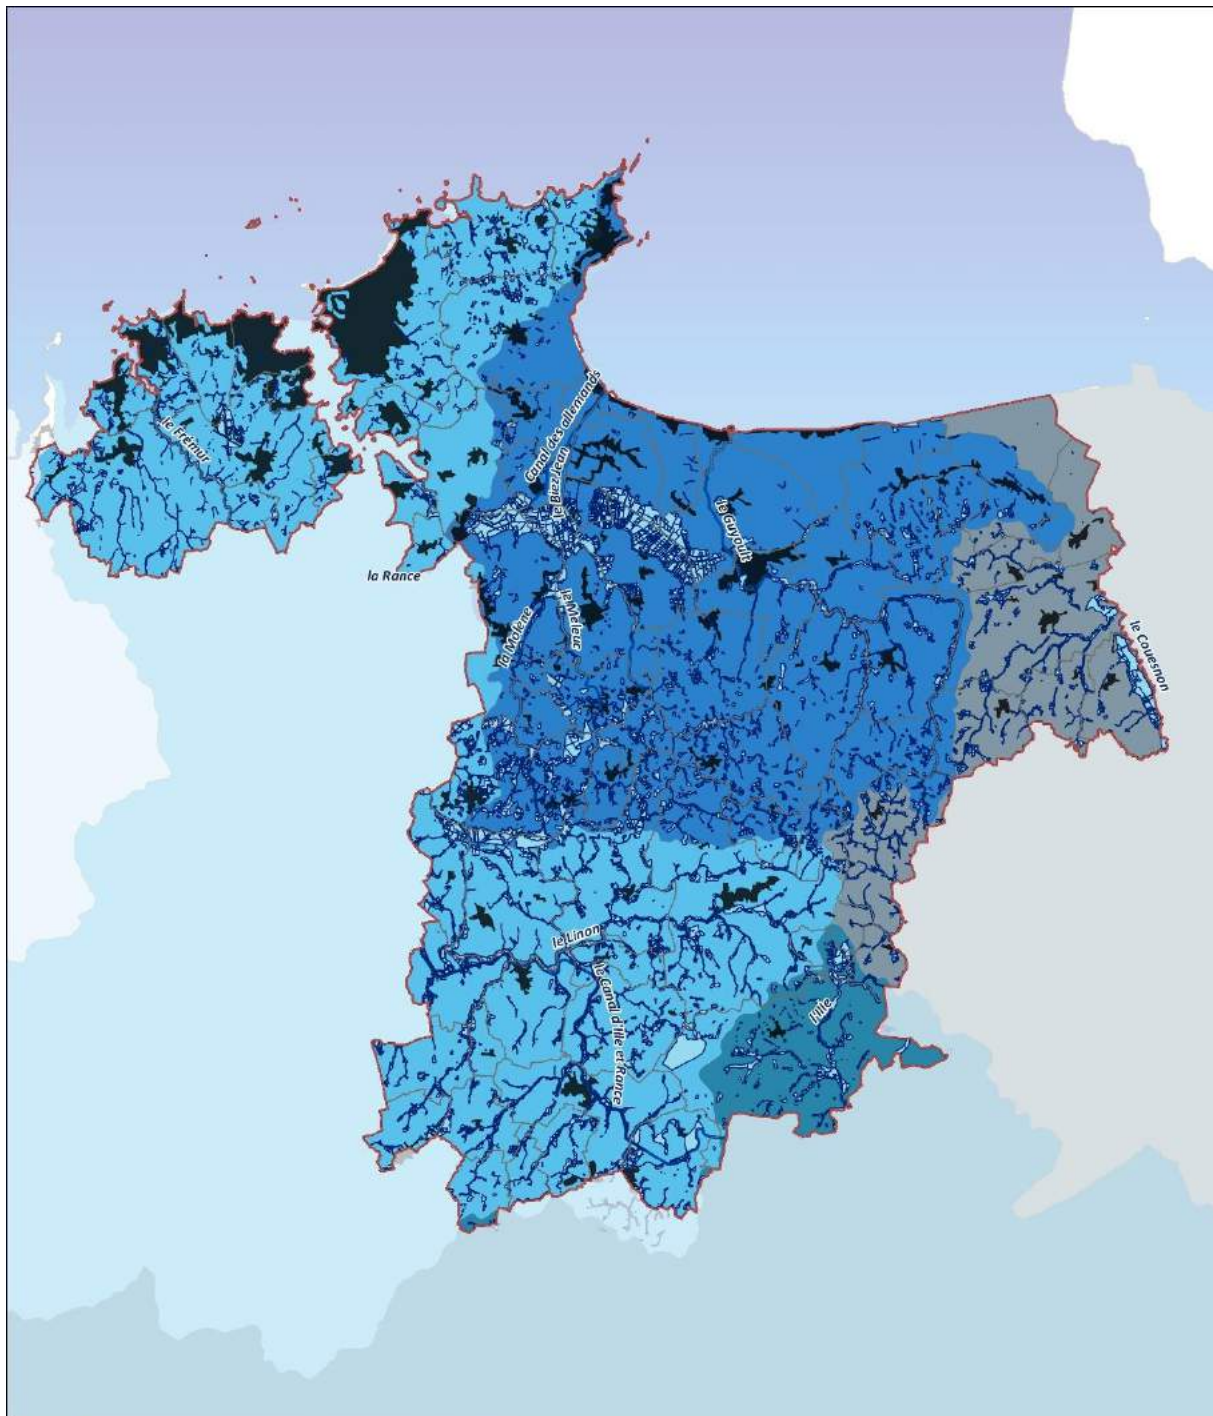 Canal des allemands
le Biez Jean
le Frémur
le Guyoult
la Rance
le Meleuc
la Molène
le Couesnon
le Linon
le Canal d'Ille et Rance
l'Ille